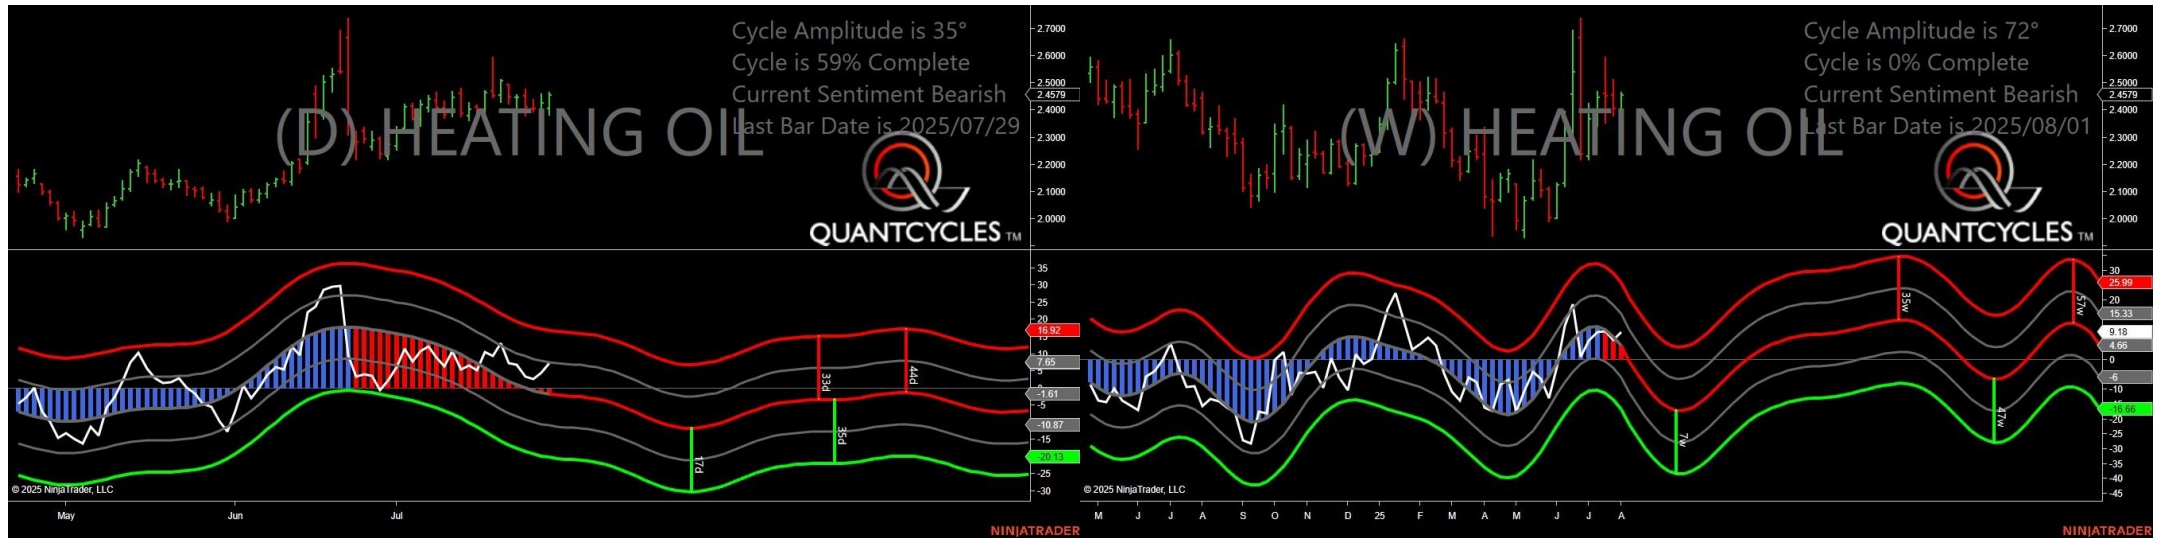 Cycle Amplitude is 35°
Cycle is 59% Complete
Current Sentiment Bearish
Last Bar Date is 2025/07/29
(D) HEATING OIL
QUANTCYCLES TM
2.7000
2.6000
2.5000
2.4579
2.4000
2.3000
2.2000
2.1000
2.0000
35
30
25
20
16.92
10
7.65
5
-1.61
-5
-10.87
-15
-20.13
-25
-30
17d
33d
35d
44d
© 2025 NinjaTrader, LLC
May Jun Jul
NINJATRADER
Cycle Amplitude is 72°
Cycle is 0% Complete
Current Sentiment Bearish
Last Bar Date is 2025/08/01
(W) HEATING OIL
QUANTCYCLES TM
2.7000
2.6000
2.5000
2.4579
2.4000
2.3000
2.2000
2.1000
2.0000
30
25.99
20
15.33
9.18
4.66
0
-6
-10
-16.66
-20
-25
-30
-35
-40
-45
7w
35w
47w
57w
© 2025 NinjaTrader, LLC
M J J A S O N D 25 F M A M J J A
NINJATRADER